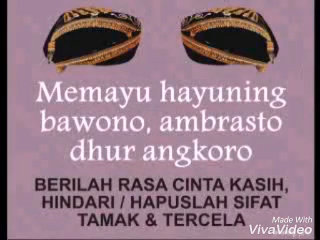 Memayu hayuning
bawono, ambrasto
dhur angkoro
BERILAH RASA CINTA KASIH,
HINDARI / HAPUSLAH SIFAT
TAMAK & TERCELA
Made With
VivaVideo